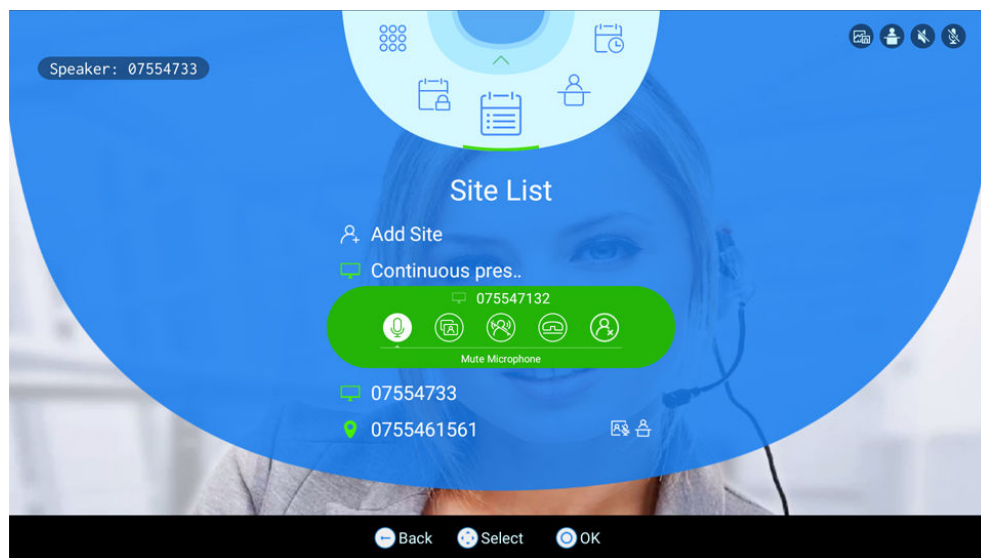 Speaker: 07554733
Site List
Add Site
Continuous pres..
075547132
Mute Microphone
07554733
0755461561
Back Select OK